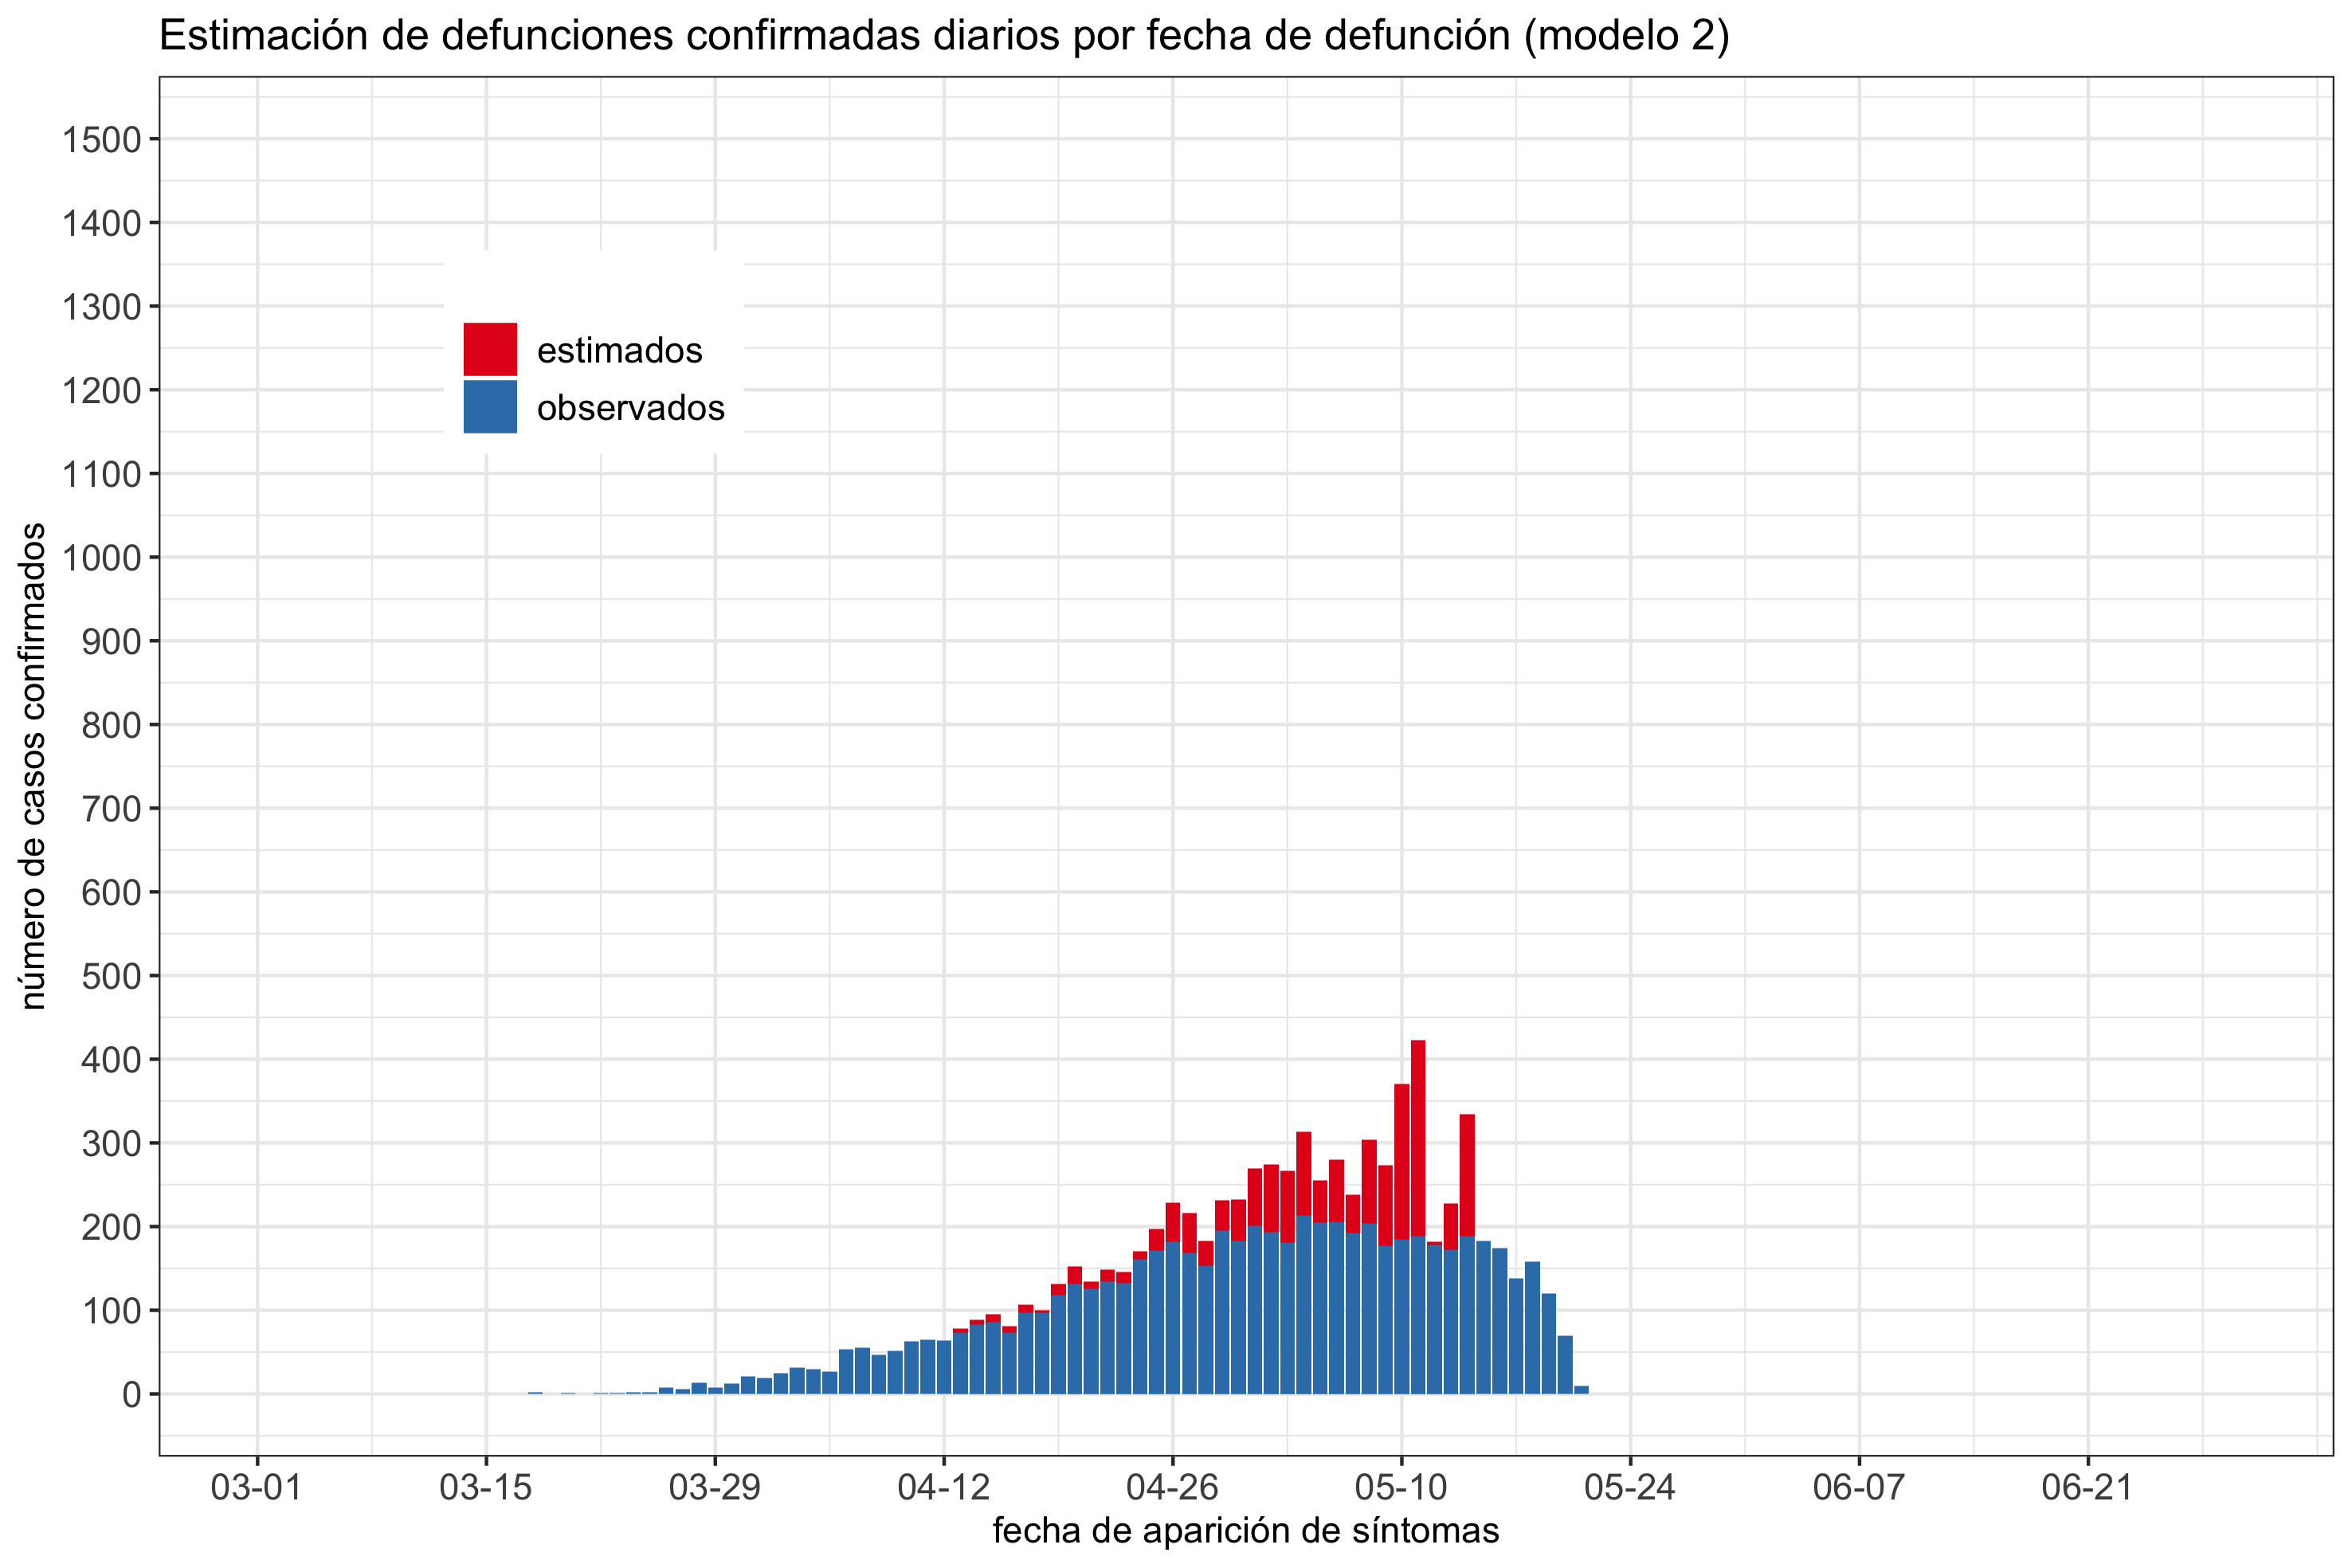 Estimación de defunciones confirmadas diarios por fecha de defunción (modelo 2)
1500
1400
1300
1200
1100
1000
900
800
700
600
500
400
300
200
100
0
número de casos confirmados
estimados
observados
03-01 03-15 03-29 04-12 04-26 05-10 05-24 06-07 06-21
fecha de aparición de síntomas